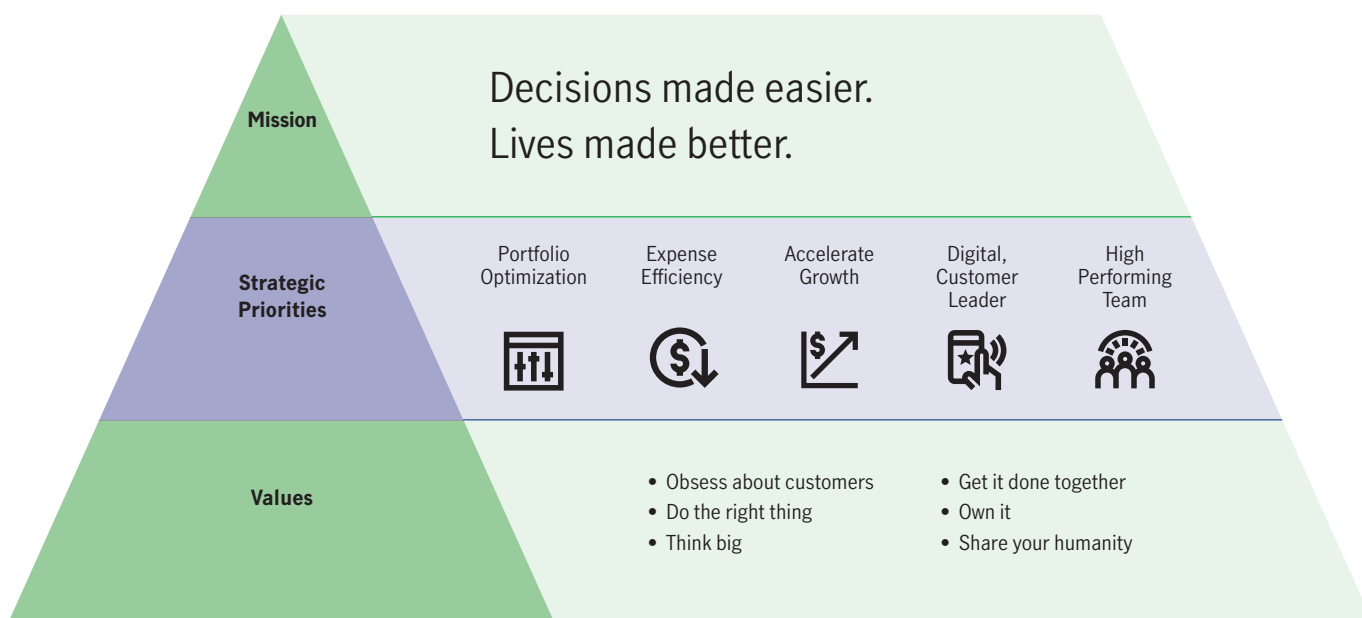 Mission
Decisions made easier.
Lives made better.
Strategic
Priorities
Portfolio
Optimization
Expense
Efficiency
Accelerate
Growth
Digital,
Customer
Leader
High
Performing
Team
$
$
Values
• Obsess about customers
• Do the right thing
• Think big
• Get it done together
• Own it
• Share your humanity